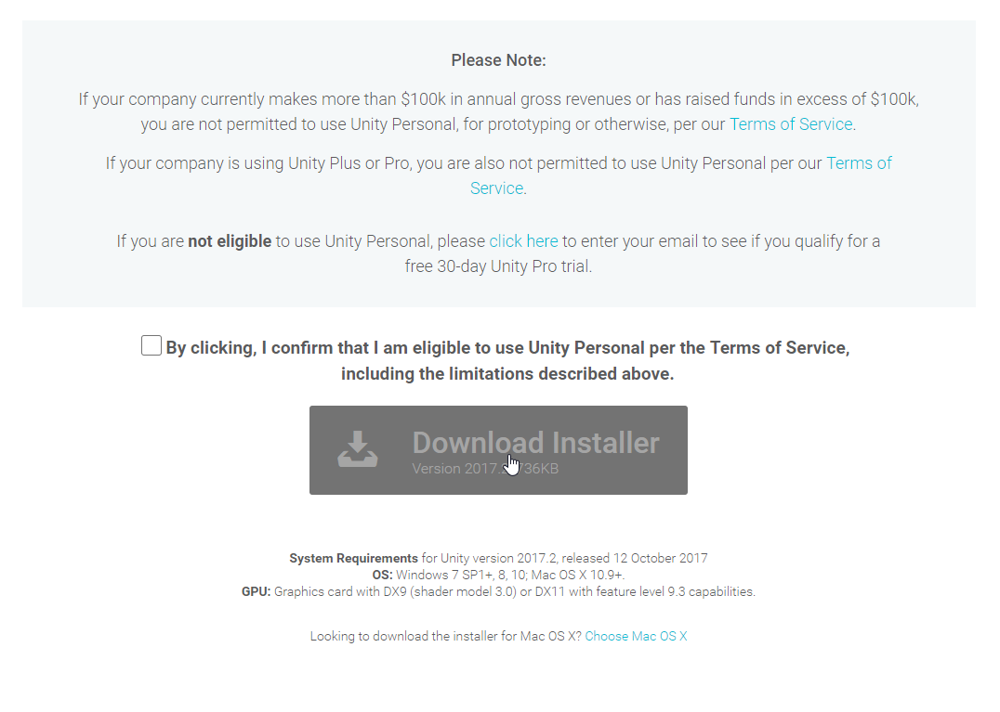 Please Note:
If your company currently makes more than $100k in annual gross revenues or has raised funds in excess of $100k,
you are not permitted to use Unity Personal, for prototyping or otherwise, per our Terms of Service.
If your company is using Unity Plus or Pro, you are also not permitted to use Unity Personal per our Terms of
Service.
If you are not eligible to use Unity Personal, please click here to enter your email to see if you qualify for a
free 30-day Unity Pro trial.
By clicking, I confirm that I am eligible to use Unity Personal per the Terms of Service,
including the limitations described above.
Download Installer
Version
System Requirements for Unity version 2017.2, released 12 October 2017
OS: Windows 7 SP1+, 8, 10; Mac OS X 10.9+.
GPU: Graphics card with DX9 (shader model 3.0) or DX11 with feature level 9.3 capabilities.
Looking to download the installer for Mac OS X? Choose Mac OS X